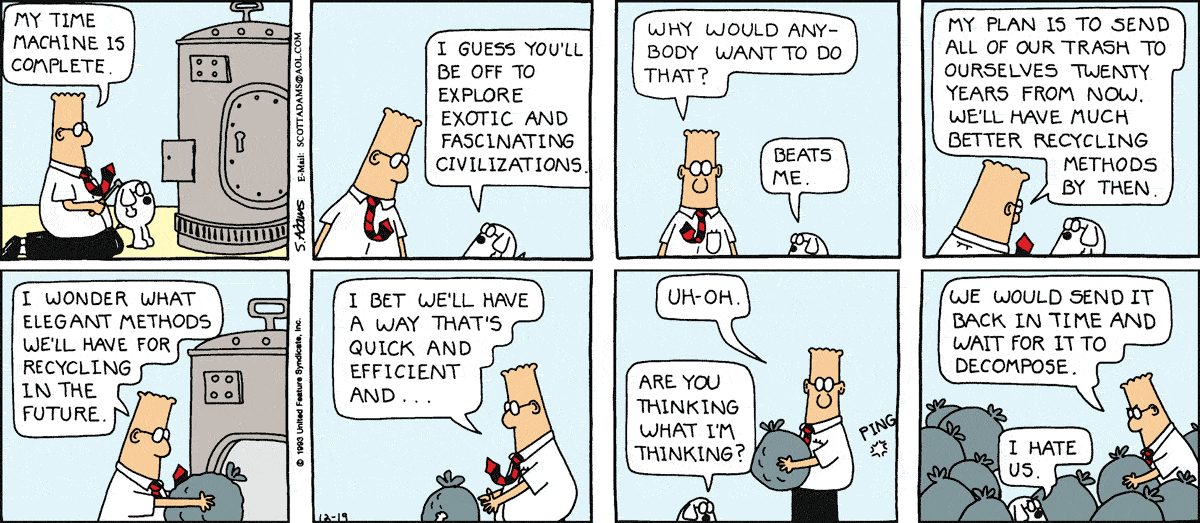 MY TIME
MACHINE IS
COMPLETE.
S. ADAMS E-Mail: SCOTTADAMS@AOL.COM
I GUESS YOU'LL
BE OFF TO
EXPLORE
EXOTIC AND
FASCINATING
CIVILIZATIONS.
WHY WOULD ANY-
BODY WANT TO DO
THAT?
BEATS
ME.
MY PLAN IS TO SEND
ALL OF OUR TRASH TO
OURSELVES TWENTY
YEARS FROM NOW.
WE'LL HAVE MUCH
BETTER RECYCLING
METHODS
BY THEN.
I WONDER WHAT
ELEGANT METHODS
WE'LL HAVE FOR
RECYCLING
IN THE
FUTURE.
© 1993 United Feature Syndicate, Inc.
I BET WE'LL HAVE
A WAY THAT'S
QUICK AND
EFFICIENT
AND...
12-19
UH-OH.
ARE YOU
THINKING
WHAT I'M
THINKING?
PING
WE WOULD SEND IT
BACK IN TIME AND
WAIT FOR IT TO
DECOMPOSE.
I HATE
US.